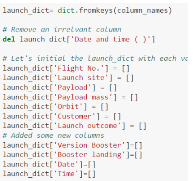 launch_dict= dict.fromkeys(column_names)
# Remove an irrelvant column
del launch_dict['Date and time ( )']
# Let's initial the launch_dict with each va
launch_dict['Flight No.'] = []
launch_dict['Launch site'] = []
launch_dict['Payload'] = []
launch_dict['Payload mass'] = []
launch_dict['Orbit'] = []
launch_dict['Customer'] = []
launch_dict['Launch outcome'] = []
# Added some new columns
launch_dict['Version Booster']=[]
launch_dict['Booster landing']=[]
launch_dict['Date']=[]
launch_dict['Time']=[]